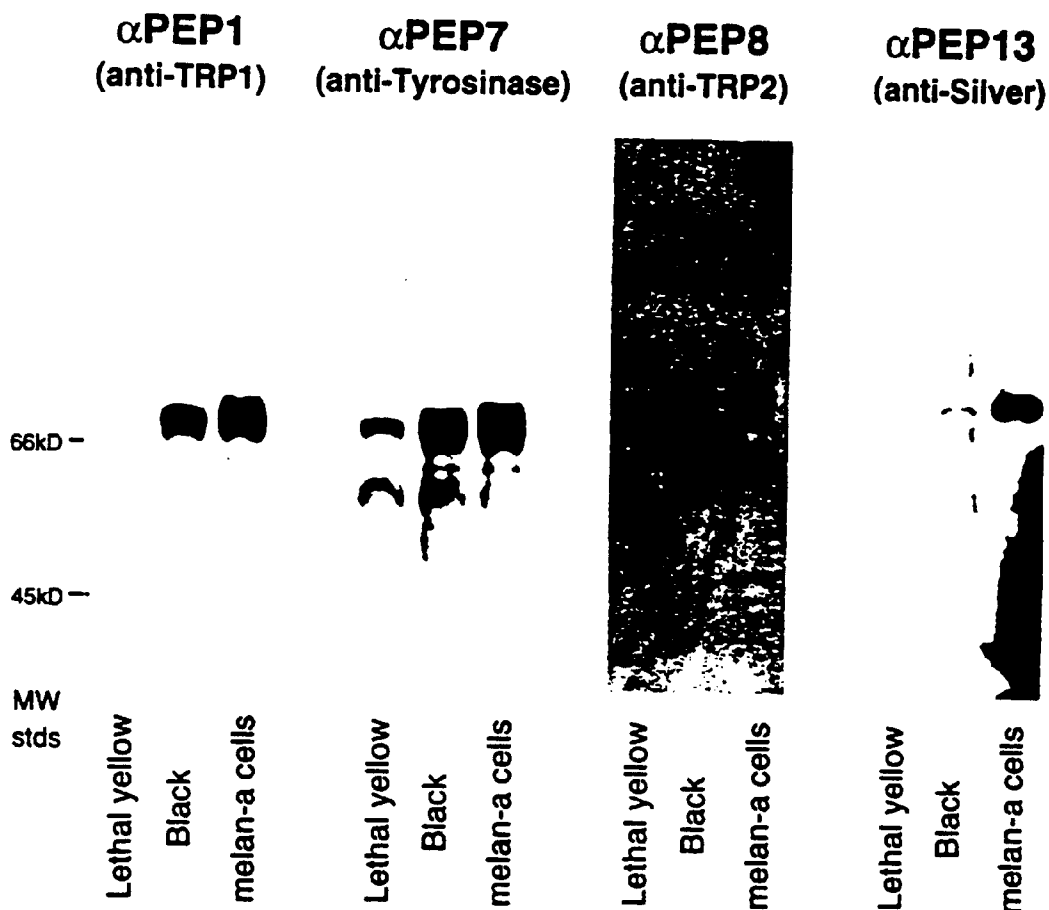 αPEP1
(anti-TRP1)
αPEP7
(anti-Tyrosinase)
αPEP8
(anti-TRP2)
αPEP13
(anti-Silver)
66kD
45kD
MW
stds
Lethal yellow
Black
melan-a cells
Lethal yellow
Black
melan-a cells
Lethal yellow
Black
melan-a cells
Lethal yellow
Black
melan-a cells